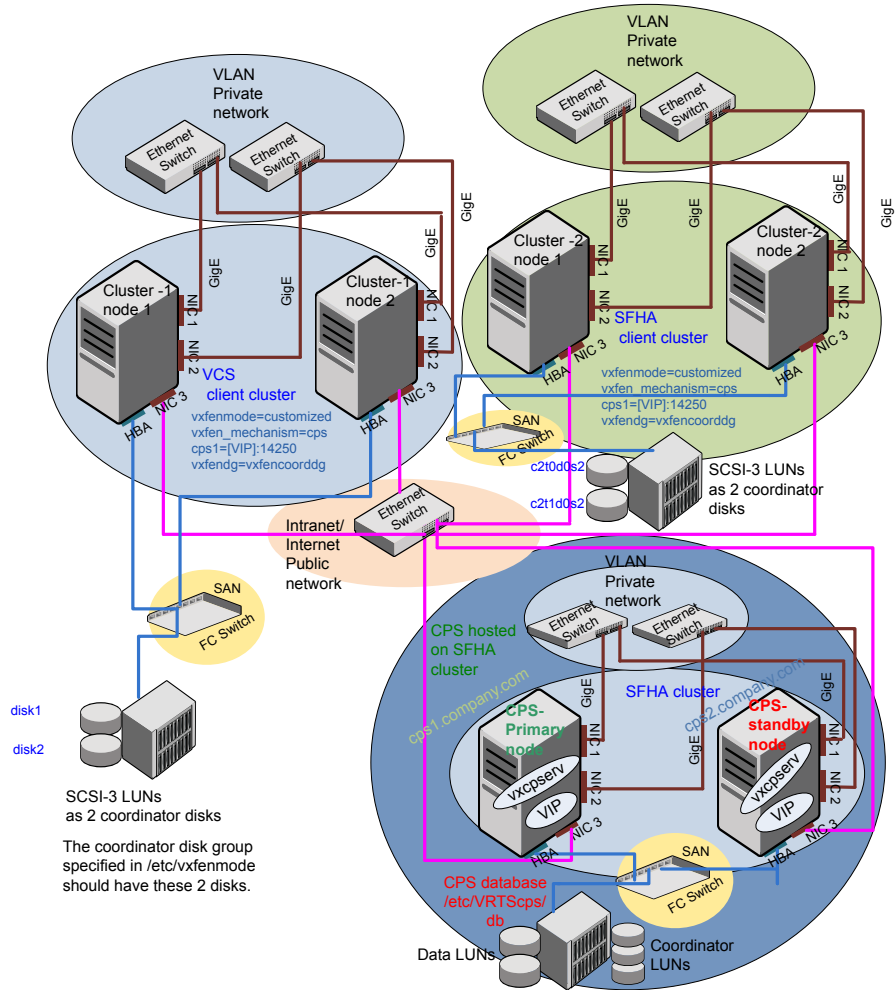 VLAN
Private
network
Ethernet
Switch
Ethernet
Switch
GigE
GigE
GigE
Cluster -1
node 1
NIC 1
NIC 2
HBA
NIC 3
Cluster-1
node 2
NIC 1
NIC 2
HBA
NIC 3
VCS
client cluster
vxfenmode=customized
vxfen_mechanism=cps
cps1=[VIP]:14250
vxfendg=vxfencoorddg
VLAN
Private
network
Ethernet
Switch
Ethernet
Switch
GigE
GigE
GigE
GigE
Cluster -2
node 1
NIC 1
NIC 2
HBA
NIC 3
Cluster-2
node 2
NIC 1
NIC 2
HBA
NIC 3
SFHA
client cluster
vxfenmode=customized
vxfen_mechanism=cps
cps1=[VIP]:14250
vxfendg=vxfencoorddg
SAN
FC Switch
c2t0d0s2
c2t1d0s2
SCSI-3 LUNs
as 2 coordinator
disks
Ethernet
Switch
Intranet/
Internet
Public
network
SAN
FC Switch
disk1
disk2
SCSI-3 LUNs
as 2 coordinator disks
The coordinator disk group
specified in /etc/vxfenmode
should have these 2 disks.
VLAN
Private
network
Ethernet
Switch
Ethernet
Switch
CPS hosted
on SFHA
cluster
GigE
GigE
GigE
SFHA cluster
cps1.company.com
cps2.company.com
CPS-
Primary
node
NIC 1
NIC 2
vxcpserv
VIP
HBA
NIC 3
CPS-
standby
node
NIC 1
NIC 2
vxcpserv
VIP
HBA
NIC 3
SAN
FC Switch
CPS database
/etc/VRTScps/
db
Data LUNs
Coordinator
LUNs